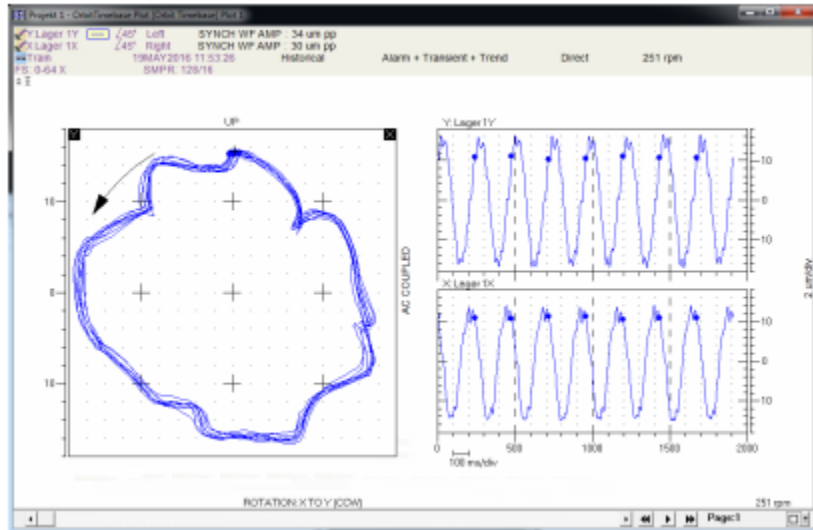 Projekt 1 - OrbitTimebase Plot [Orbit Timebase] Plot 1
Y Lager 1Y ∠45° Left SYNCH WF AMP : 34 um pp
X Lager 1X ∠45° Right SYNCH WF AMP : 30 um pp
Train 19MAY2016 11:53:26 Historical Alarm + Transient + Trend Direct 251 rpm
FS: 0-64 X SMPR: 128/16
UP
Y X
10
0
10
AC COUPLED
Y: Lager 1Y
10
0
10
X: Lager 1X
10
0
10
2 um/div
0 500 1000 1500 2000
100 ms/div
ROTATION: X TO Y [CCW] 251 rpm
Page:1